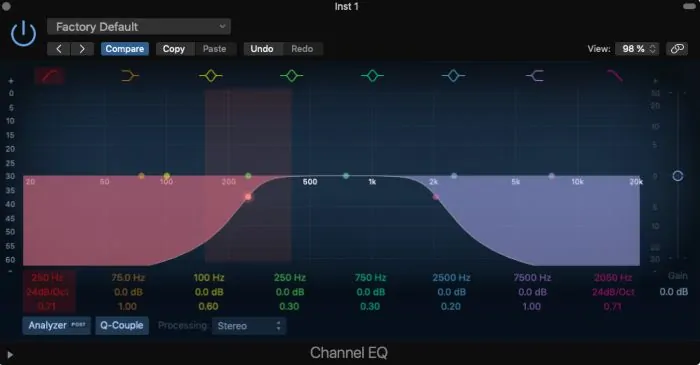 Inst 1
Factory Default
Compare Copy Paste Undo Redo View: 98 %
+ + +
0 30
5 20
10
15 10
20 5
25
30 20 50 100 200 500 1k 2k 5k 10k 20k 0
35
40 5
45 10
50
55 20
60 30
- - -
250 Hz 75.0 Hz 100 Hz 250 Hz 750 Hz 2500 Hz 7500 Hz 2050 Hz Gain
24dB/Oct 0.0 dB 0.0 dB 0.0 dB 0.0 dB 0.0 dB 0.0 dB 24dB/Oct 0.0 dB
0.71 1.00 0.60 0.30 0.30 0.20 1.00 0.71
Analyzer POST Q-Couple Processing: Stereo
Channel EQ